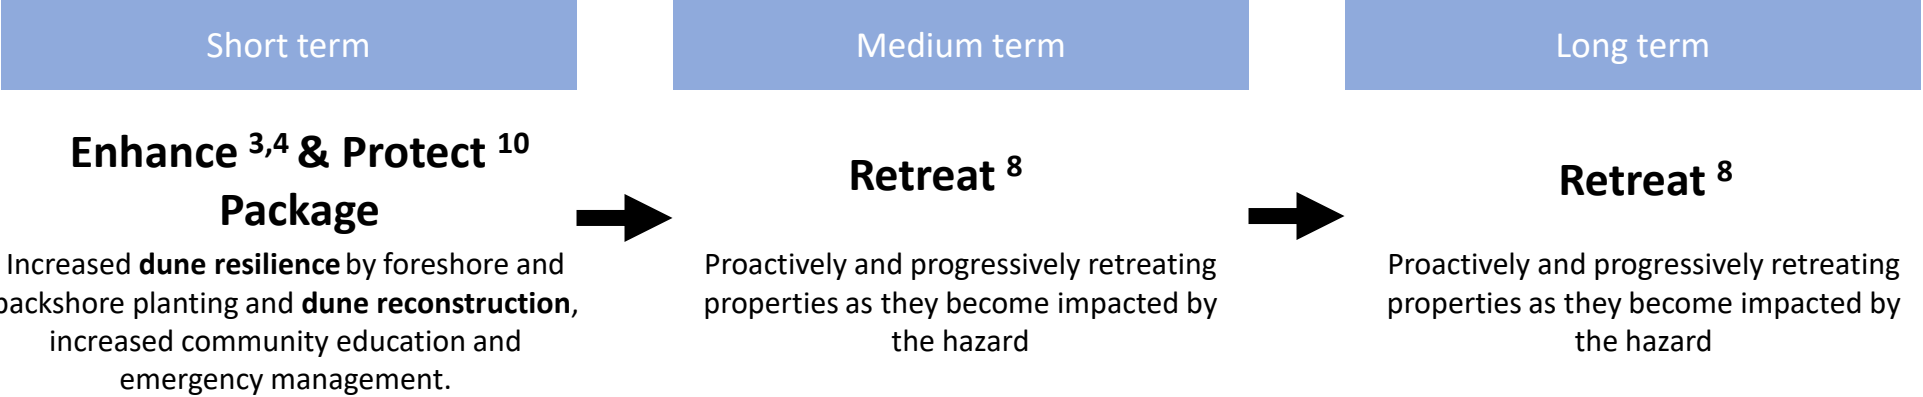 Short term
Enhance 3,4 & Protect 10
Package
Increased dune resilience by foreshore and
backshore planting and dune reconstruction,
increased community education and
emergency management.
Medium term
Retreat 8
Proactively and progressively retreating
properties as they become impacted by
the hazard
Long term
Retreat 8
Proactively and progressively retreating
properties as they become impacted by
the hazard